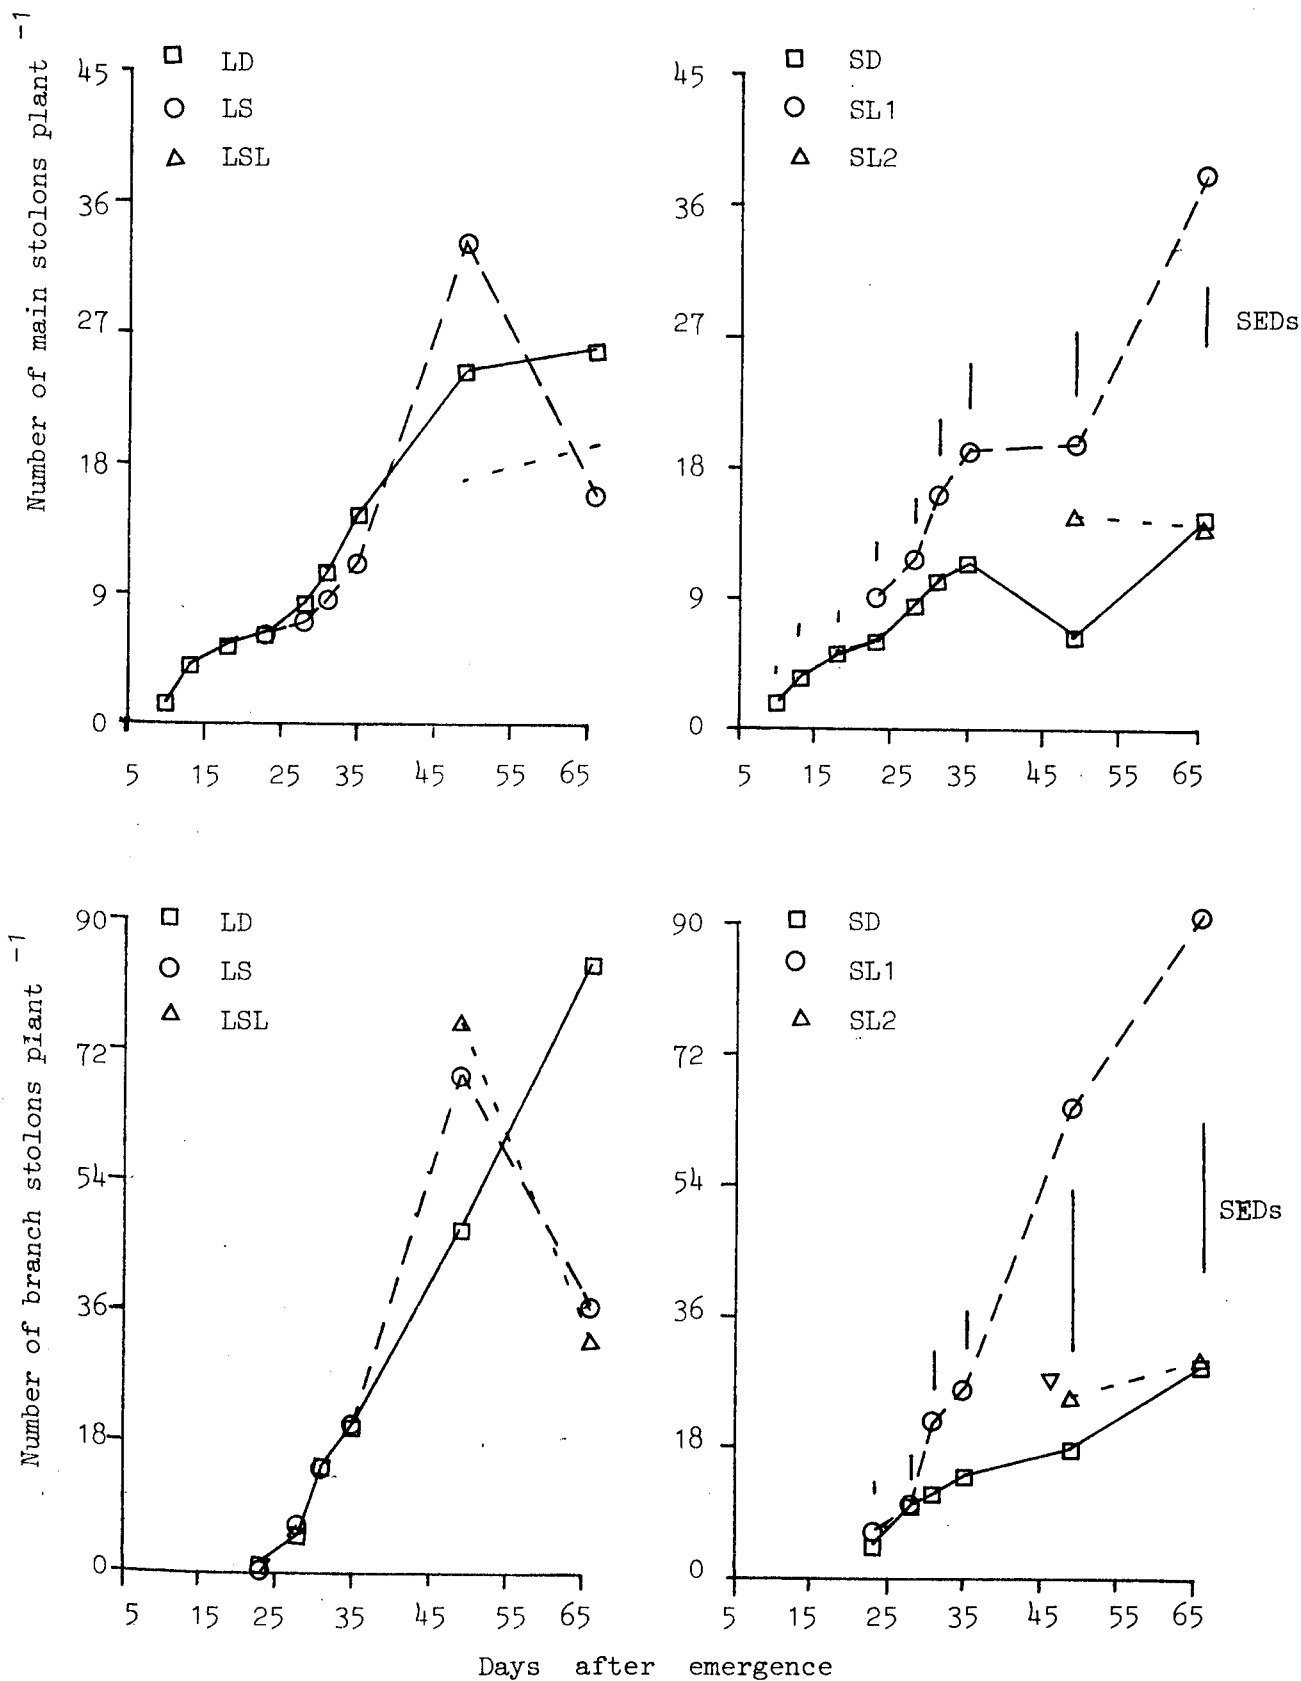 Number of main stolons plant -1
LD
LS
LSL
45
36
27
18
9
0
5 15 25 35 45 55 65
SD
SL1
SL2
45
36
27
18
9
0
SEDs
5 15 25 35 45 55 65
Number of branch stolons plant -1
LD
LS
LSL
90
72
54
36
18
0
5 15 25 35 45 55 65
SD
SL1
SL2
90
72
54
36
18
0
SEDs
5 15 25 35 45 55 65
Days after emergence